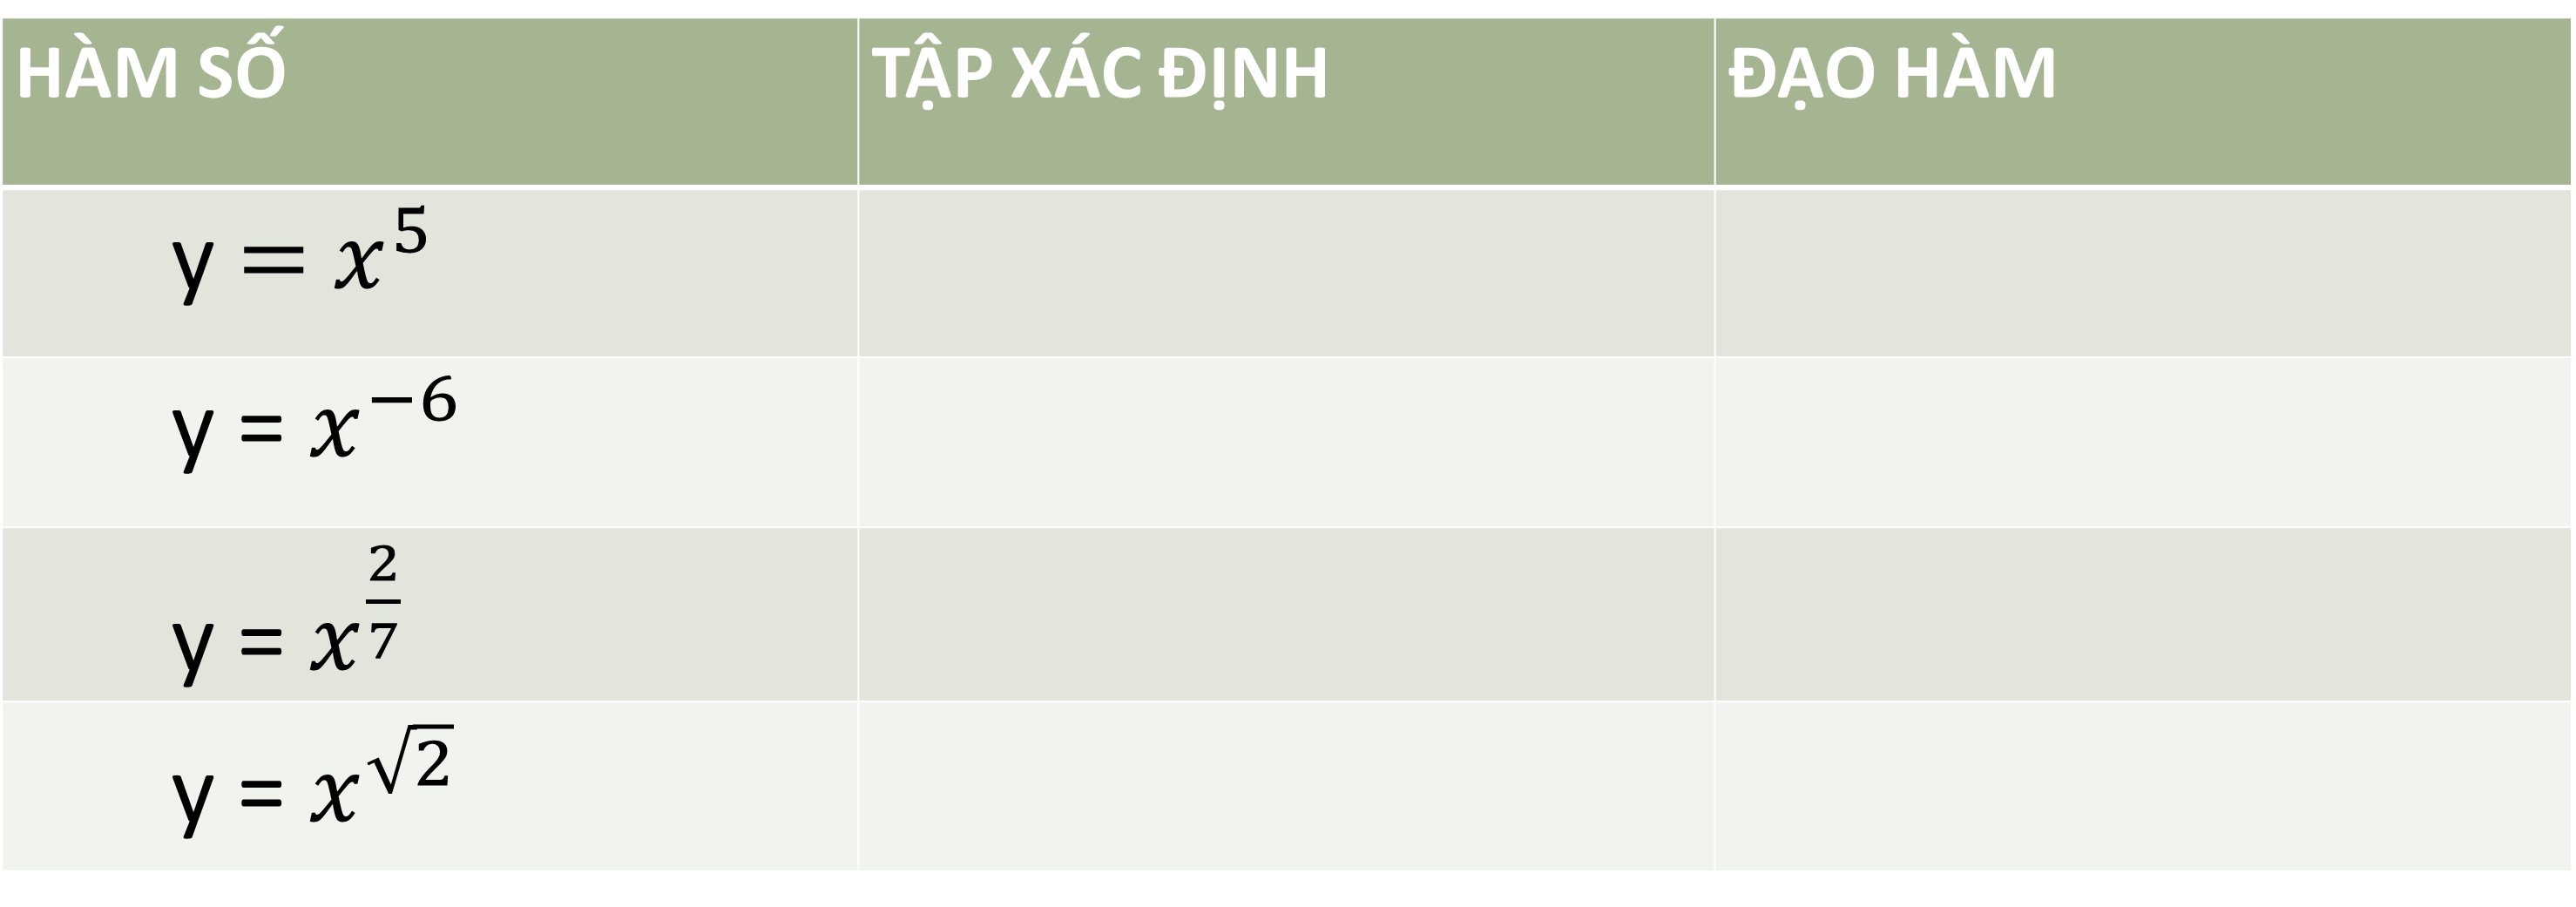 HÀM SỐ TẬP XÁC ĐỊNH ĐẠO HÀM
y = 𝑥^5
y = 𝑥^−6
y = 𝑥^(2/7)
y = 𝑥^√2